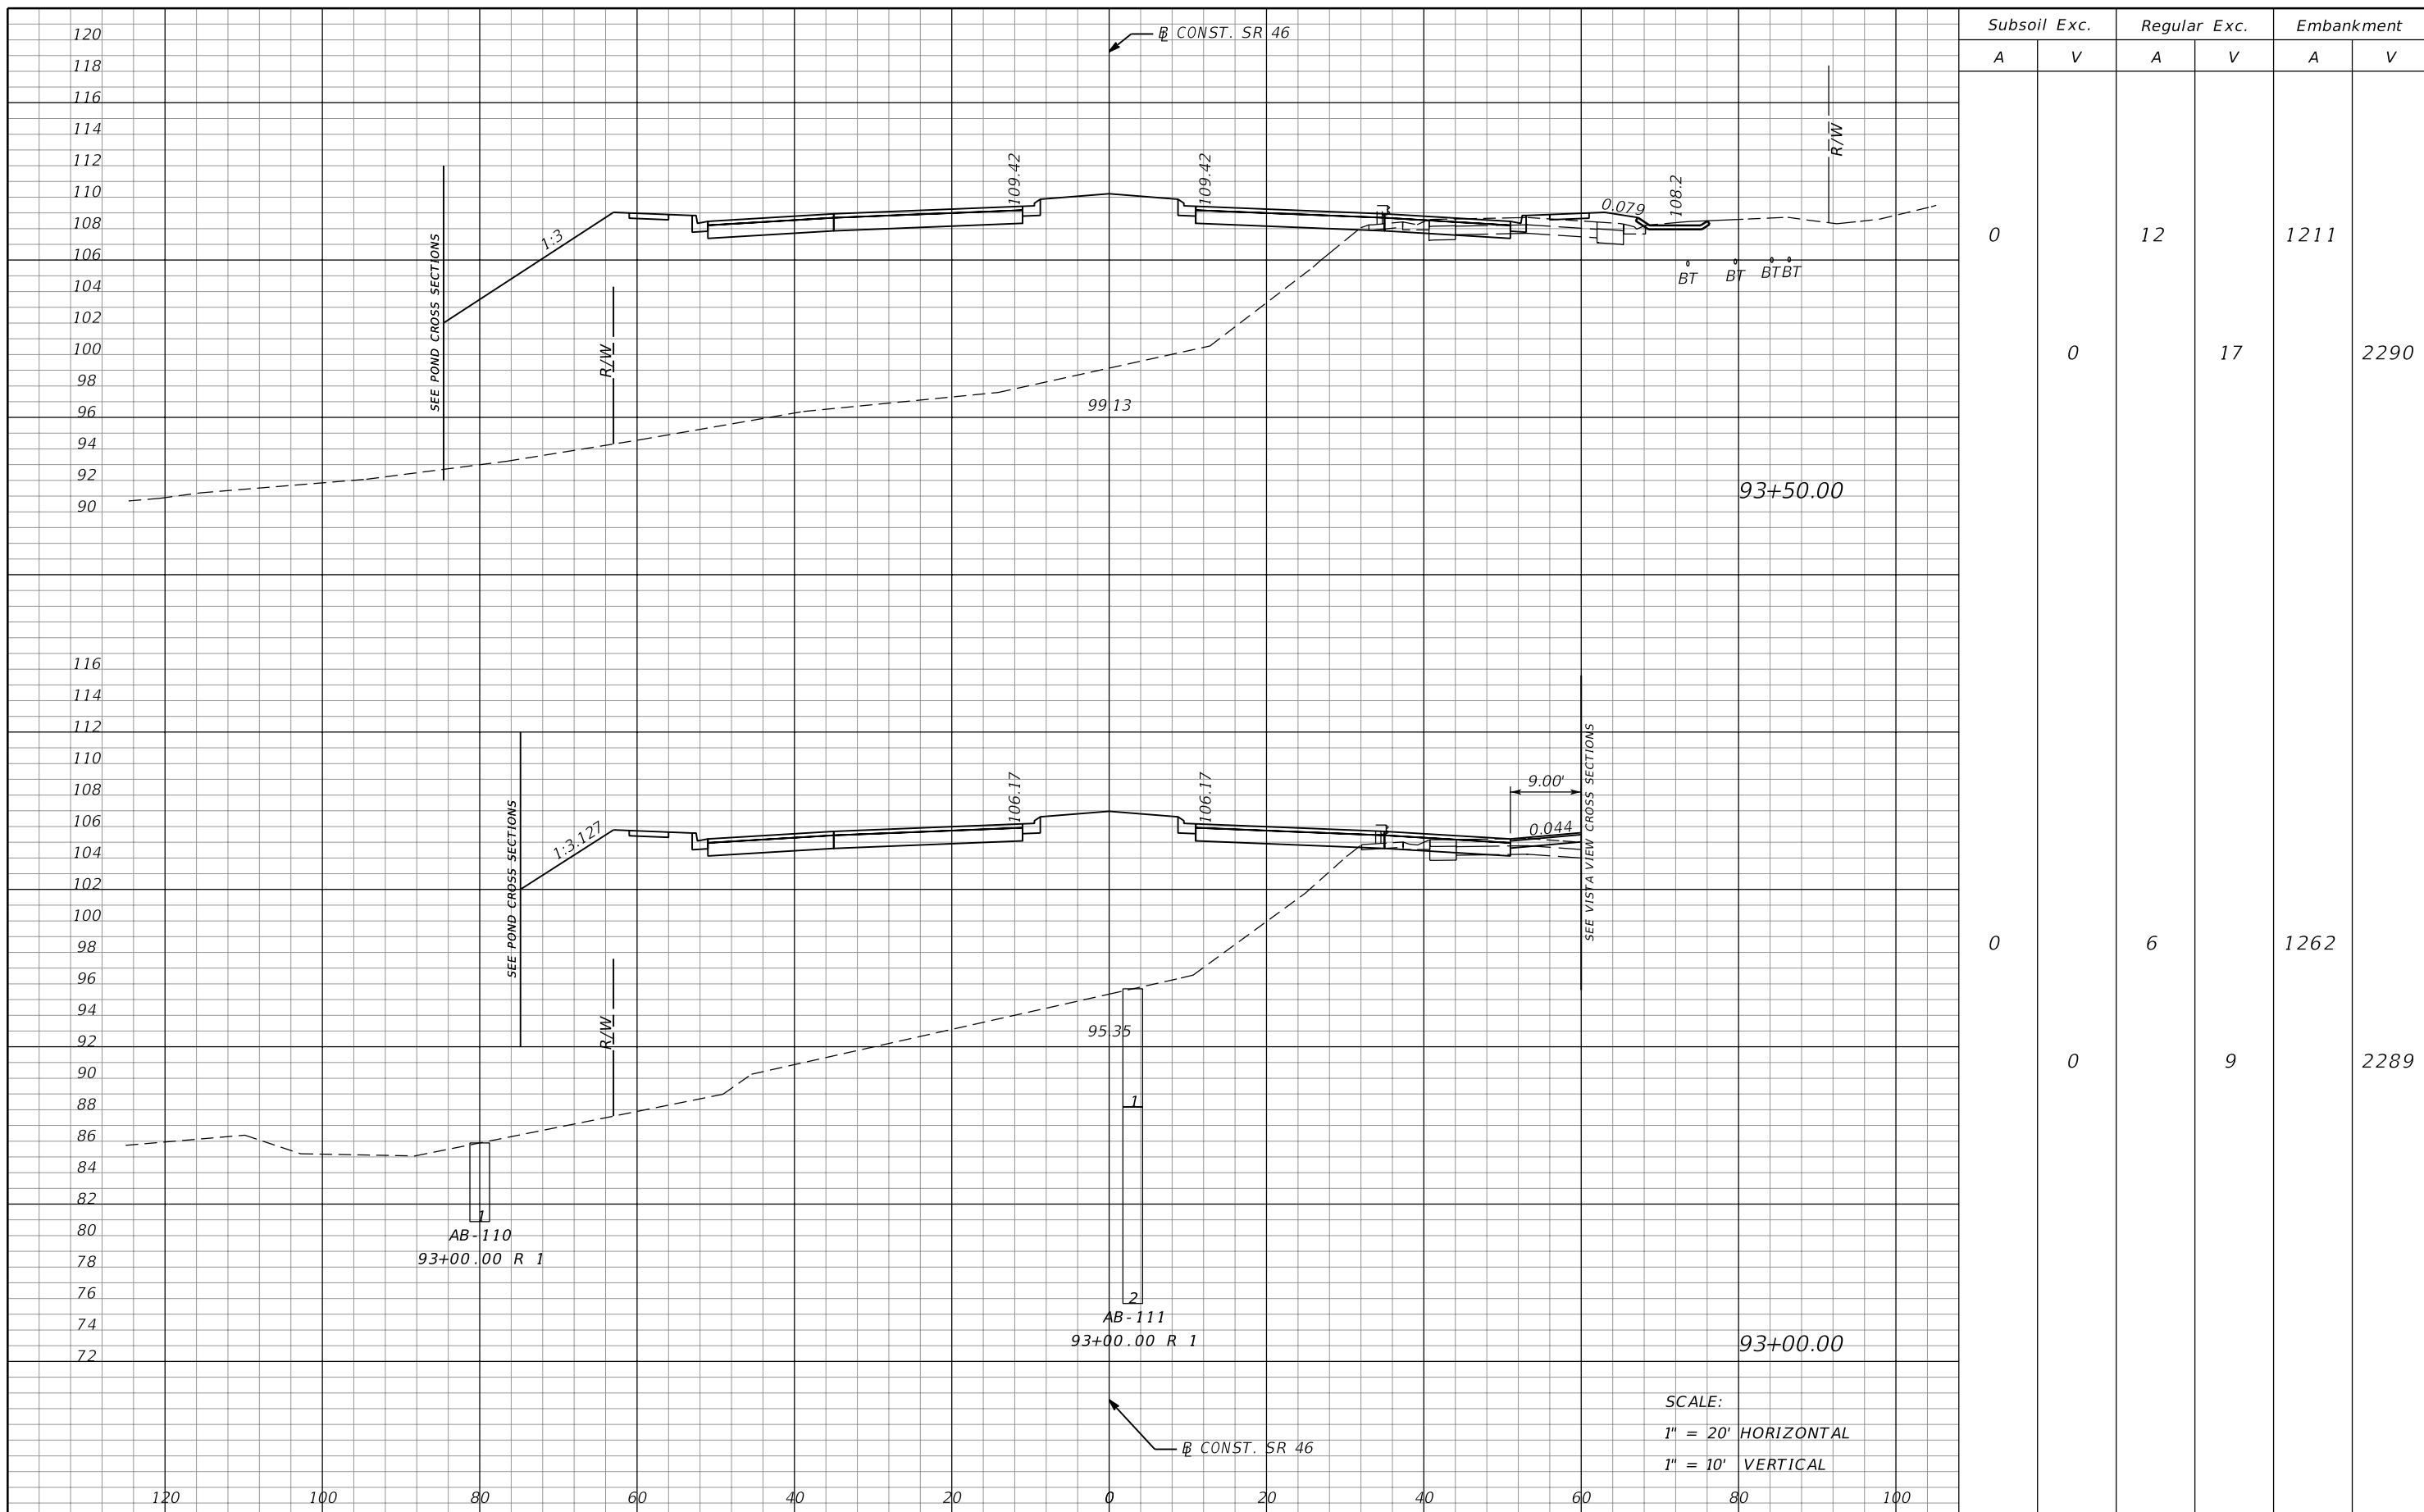 Subsoil Exc. Regular Exc. Embankment
A V A V A V
120
118
116
114
112
110
108
106
104
102
100
98
96
94
92
90
℄ CONST. SR 46
SEE POND CROSS SECTIONS
1:3
R/W
109.42
109.42
0.079
108.2
R/W
BT BT BT BT
99.13
93+50.00
0 12 1211
0 17 2290
116
114
112
110
108
106
104
102
100
98
96
94
92
90
88
86
84
82
80
78
76
74
72
SEE POND CROSS SECTIONS
1:3.127
R/W
106.17
106.17
9.00'
0.044
SEE VISTA VIEW CROSS SECTIONS
95.35
1
AB-110
93+00.00 R 1
1
2
AB-111
93+00.00 R 1
93+00.00
0 6 1262
0 9 2289
SCALE:
1" = 20' HORIZONTAL
1" = 10' VERTICAL
℄ CONST. SR 46
120 100 80 60 40 20 0 20 40 60 80 100